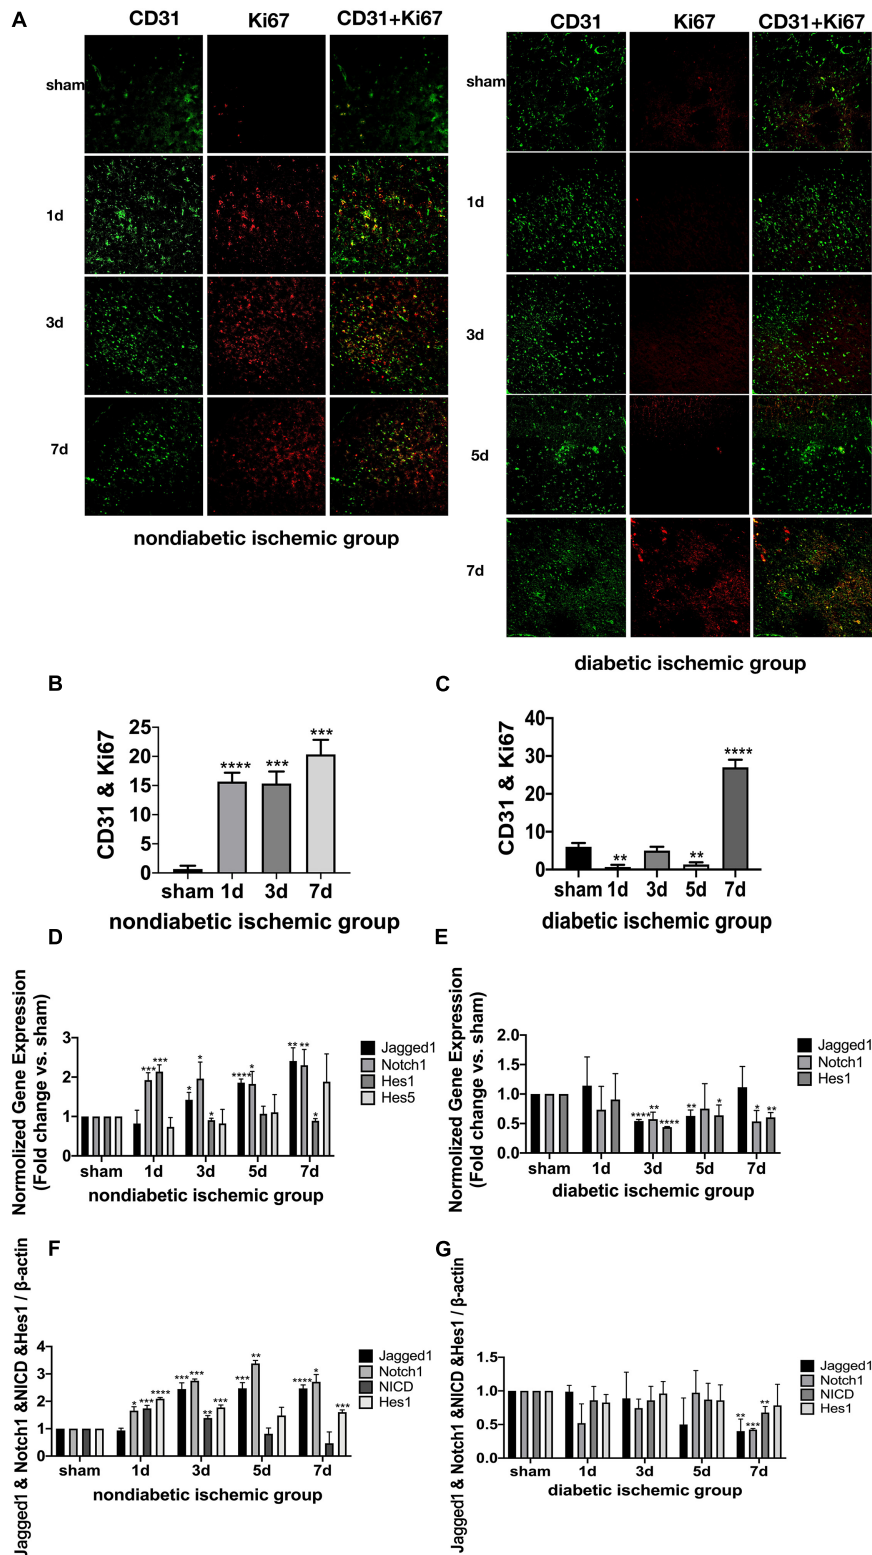 A
CD31 Ki67 CD31+Ki67
sham
1d
3d
7d
nondiabetic ischemic group
CD31 Ki67 CD31+Ki67
sham
1d
3d
5d
7d
diabetic ischemic group
B
CD31 & Ki67
25
20
15
10
5
0
**** *** ***
sham 1d 3d 7d
nondiabetic ischemic group
C
CD31 & Ki67
40
30
20
10
0
** ** ****
sham 1d 3d 5d 7d
diabetic ischemic group
D
Normolized Gene Expression
(Fold change vs. sham)
3
2
1
0
*** *** * * * **** * ** ** *
sham 1d 3d 5d 7d
nondiabetic ischemic group
Jagged1
Notch1
Hes1
Hes5
E
Normolized Gene Expression
(Fold change vs. sham)
2.0
1.5
1.0
0.5
0.0
**** ** **** ** * * **
sham 1d 3d 5d 7d
diabetic ischemic group
Jagged1
Notch1
Hes1
F
Jagged1 & Notch1 &NICD &Hes1 / β-actin
4
3
2
1
0
* *** **** *** *** ** *** *** ** **** * ***
sham 1d 3d 5d 7d
nondiabetic ischemic group
Jagged1
Notch1
NICD
Hes1
G
Jagged1 & Notch1 &NICD &Hes1 / β-actin
1.5
1.0
0.5
0.0
** *** **
sham 1d 3d 5d 7d
diabetic ischemic group
Jagged1
Notch1
NICD
Hes1